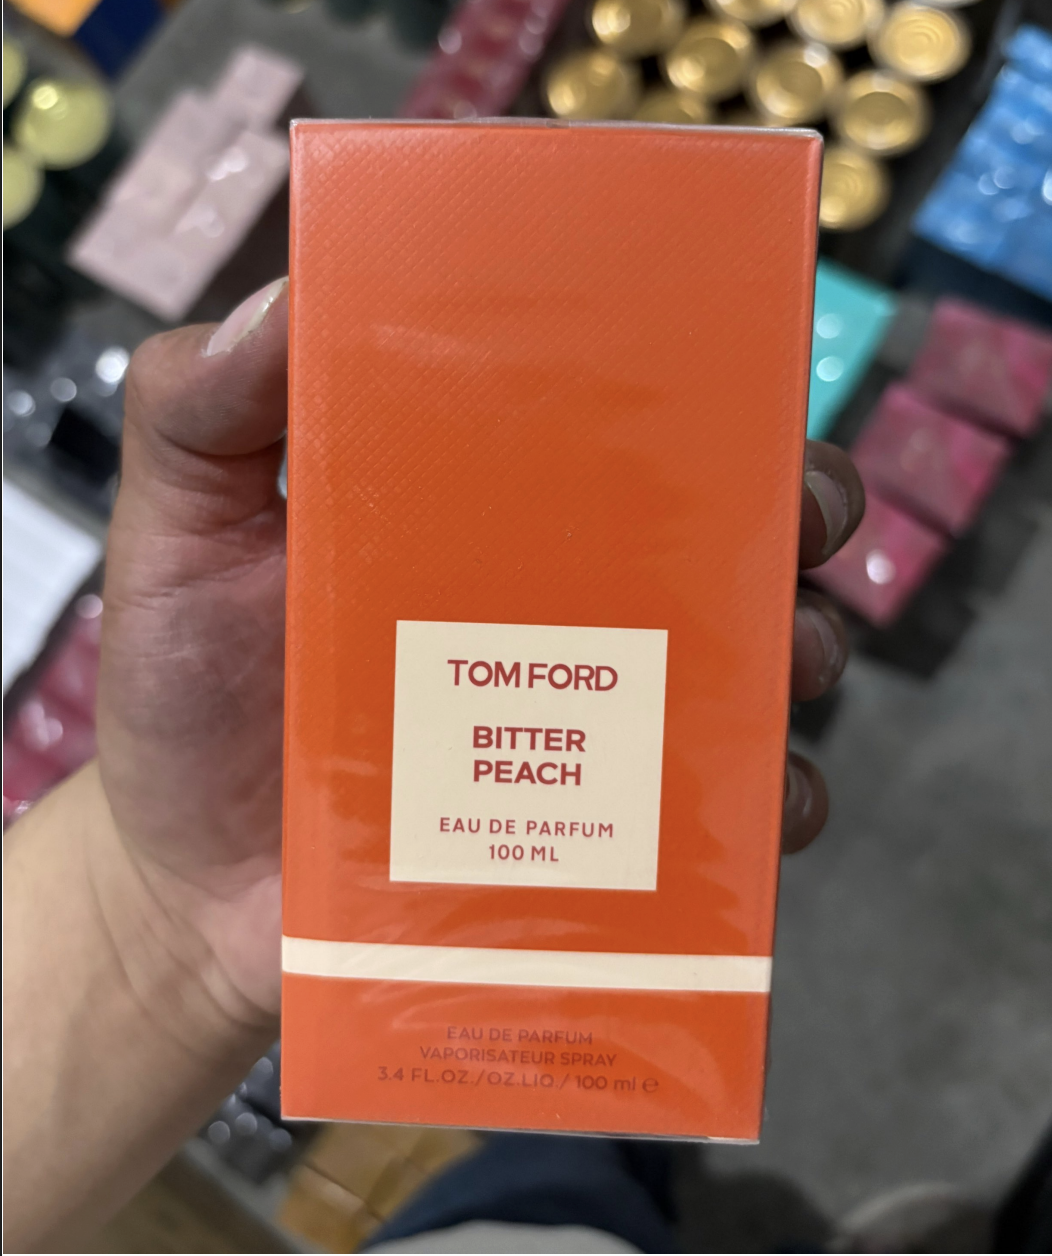 TOM FORD
BITTER
PEACH
EAU DE PARFUM
100 ML
EAU DE PARFUM
VAPORISATEUR SPRAY
3.4 FL.OZ./OZ.LIQ./ 100 ml ℮